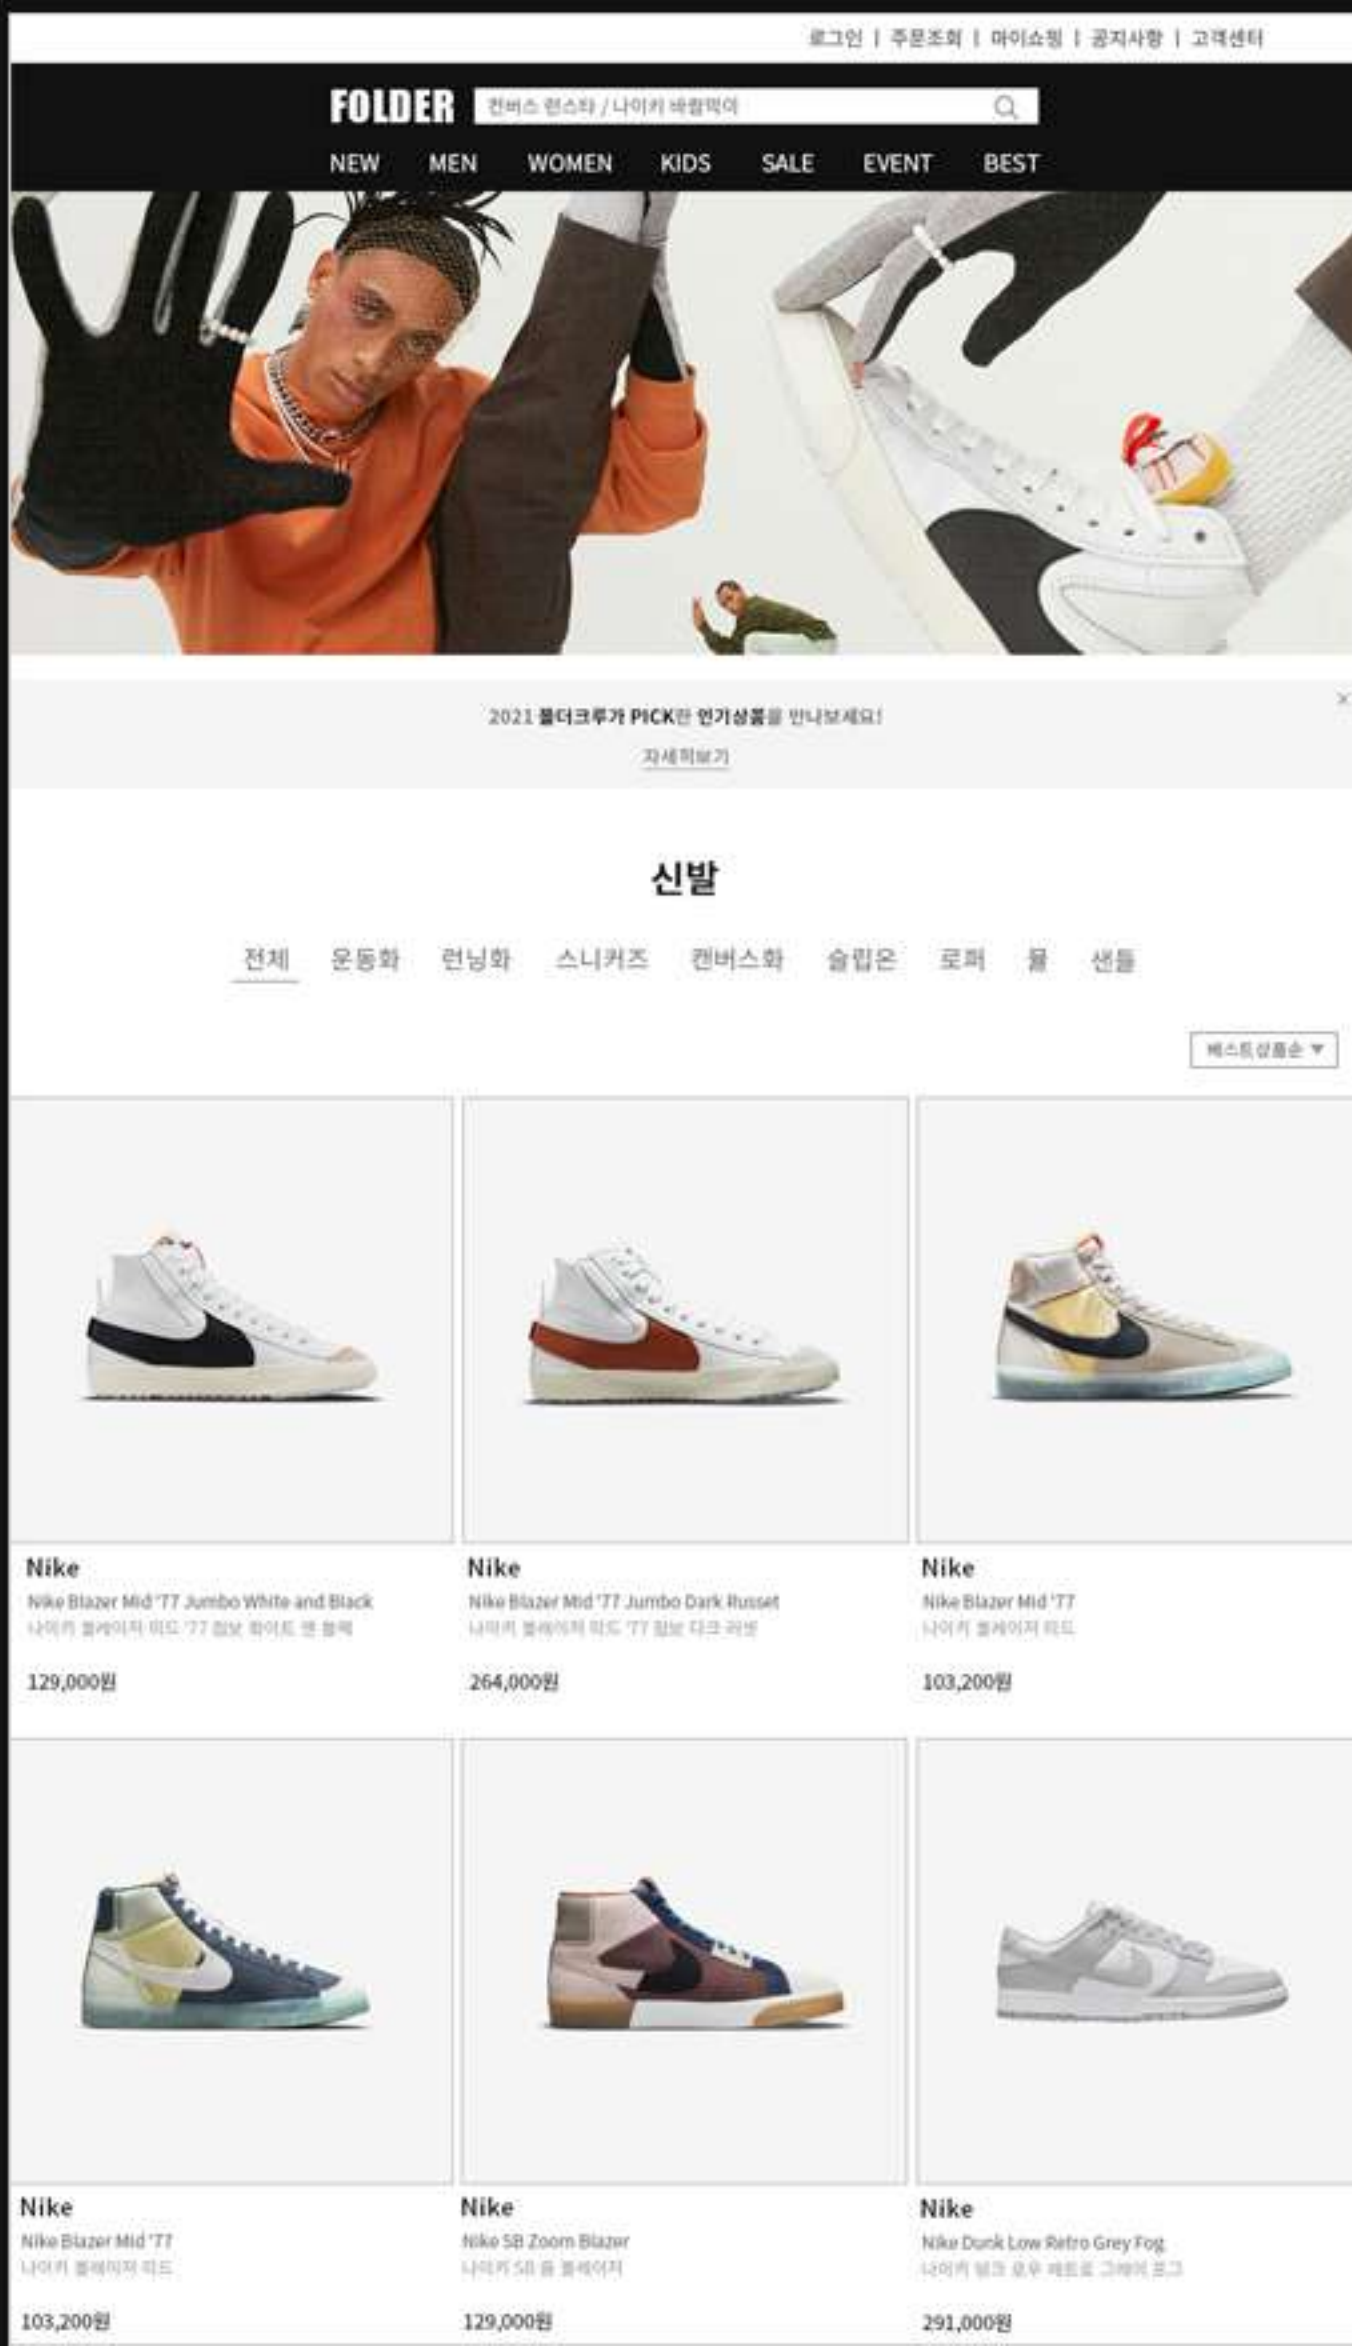 로그인 | 주문조회 | 마이쇼핑 | 공지사항 | 고객센터
FOLDER
컨버스 런스타 / 나이키 바람막이
NEW MEN WOMEN KIDS SALE EVENT BEST
2021 폴더크루가 PICK한 인기상품을 만나보세요!
자세히보기
신발
전체 운동화 런닝화 스니커즈 캔버스화 슬립온 로퍼 뮬 샌들
베스트상품순 ▼
Nike Nike Nike
Nike Blazer Mid '77 Jumbo White and Black Nike Blazer Mid '77 Jumbo Dark Russet Nike Blazer Mid '77
나이키 블레이저 미드 '77 점보 화이트 앤 블랙 나이키 블레이저 미드 '77 점보 다크 러셋 나이키 블레이저 미드
129,000원 264,000원 103,200원
Nike Nike Nike
Nike Blazer Mid '77 Nike SB Zoom Blazer Nike Dunk Low Retro Grey Fog
나이키 블레이저 미드 나이키 SB 줌 블레이저 나이키 덩크 로우 레트로 그레이 포그
103,200원 129,000원 291,000원